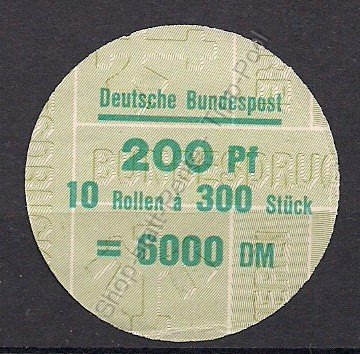 Deutsche Bundespost
200 Pf
10 Rollen à 300 Stück
= 6000 DM